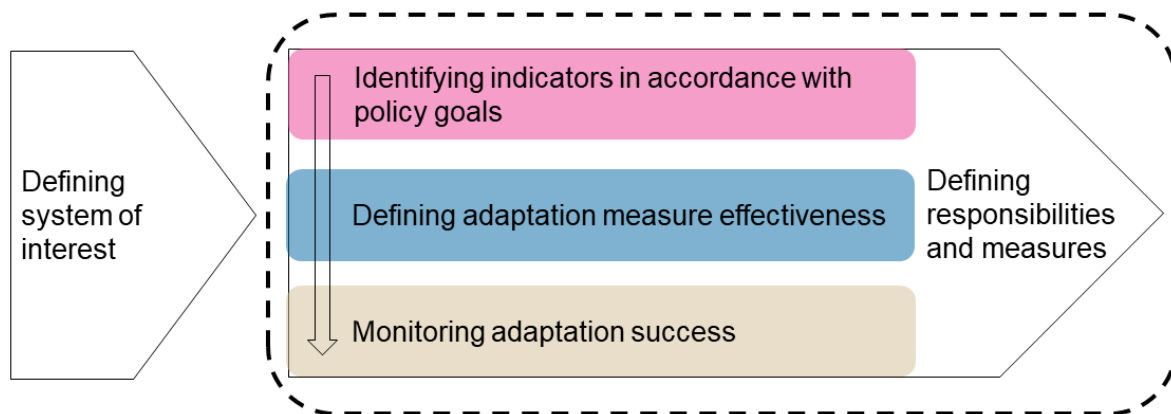 Defining
system of
interest
Identifying indicators in accordance with
policy goals
Defining adaptation measure effectiveness
Monitoring adaptation success
Defining
responsibilities
and measures